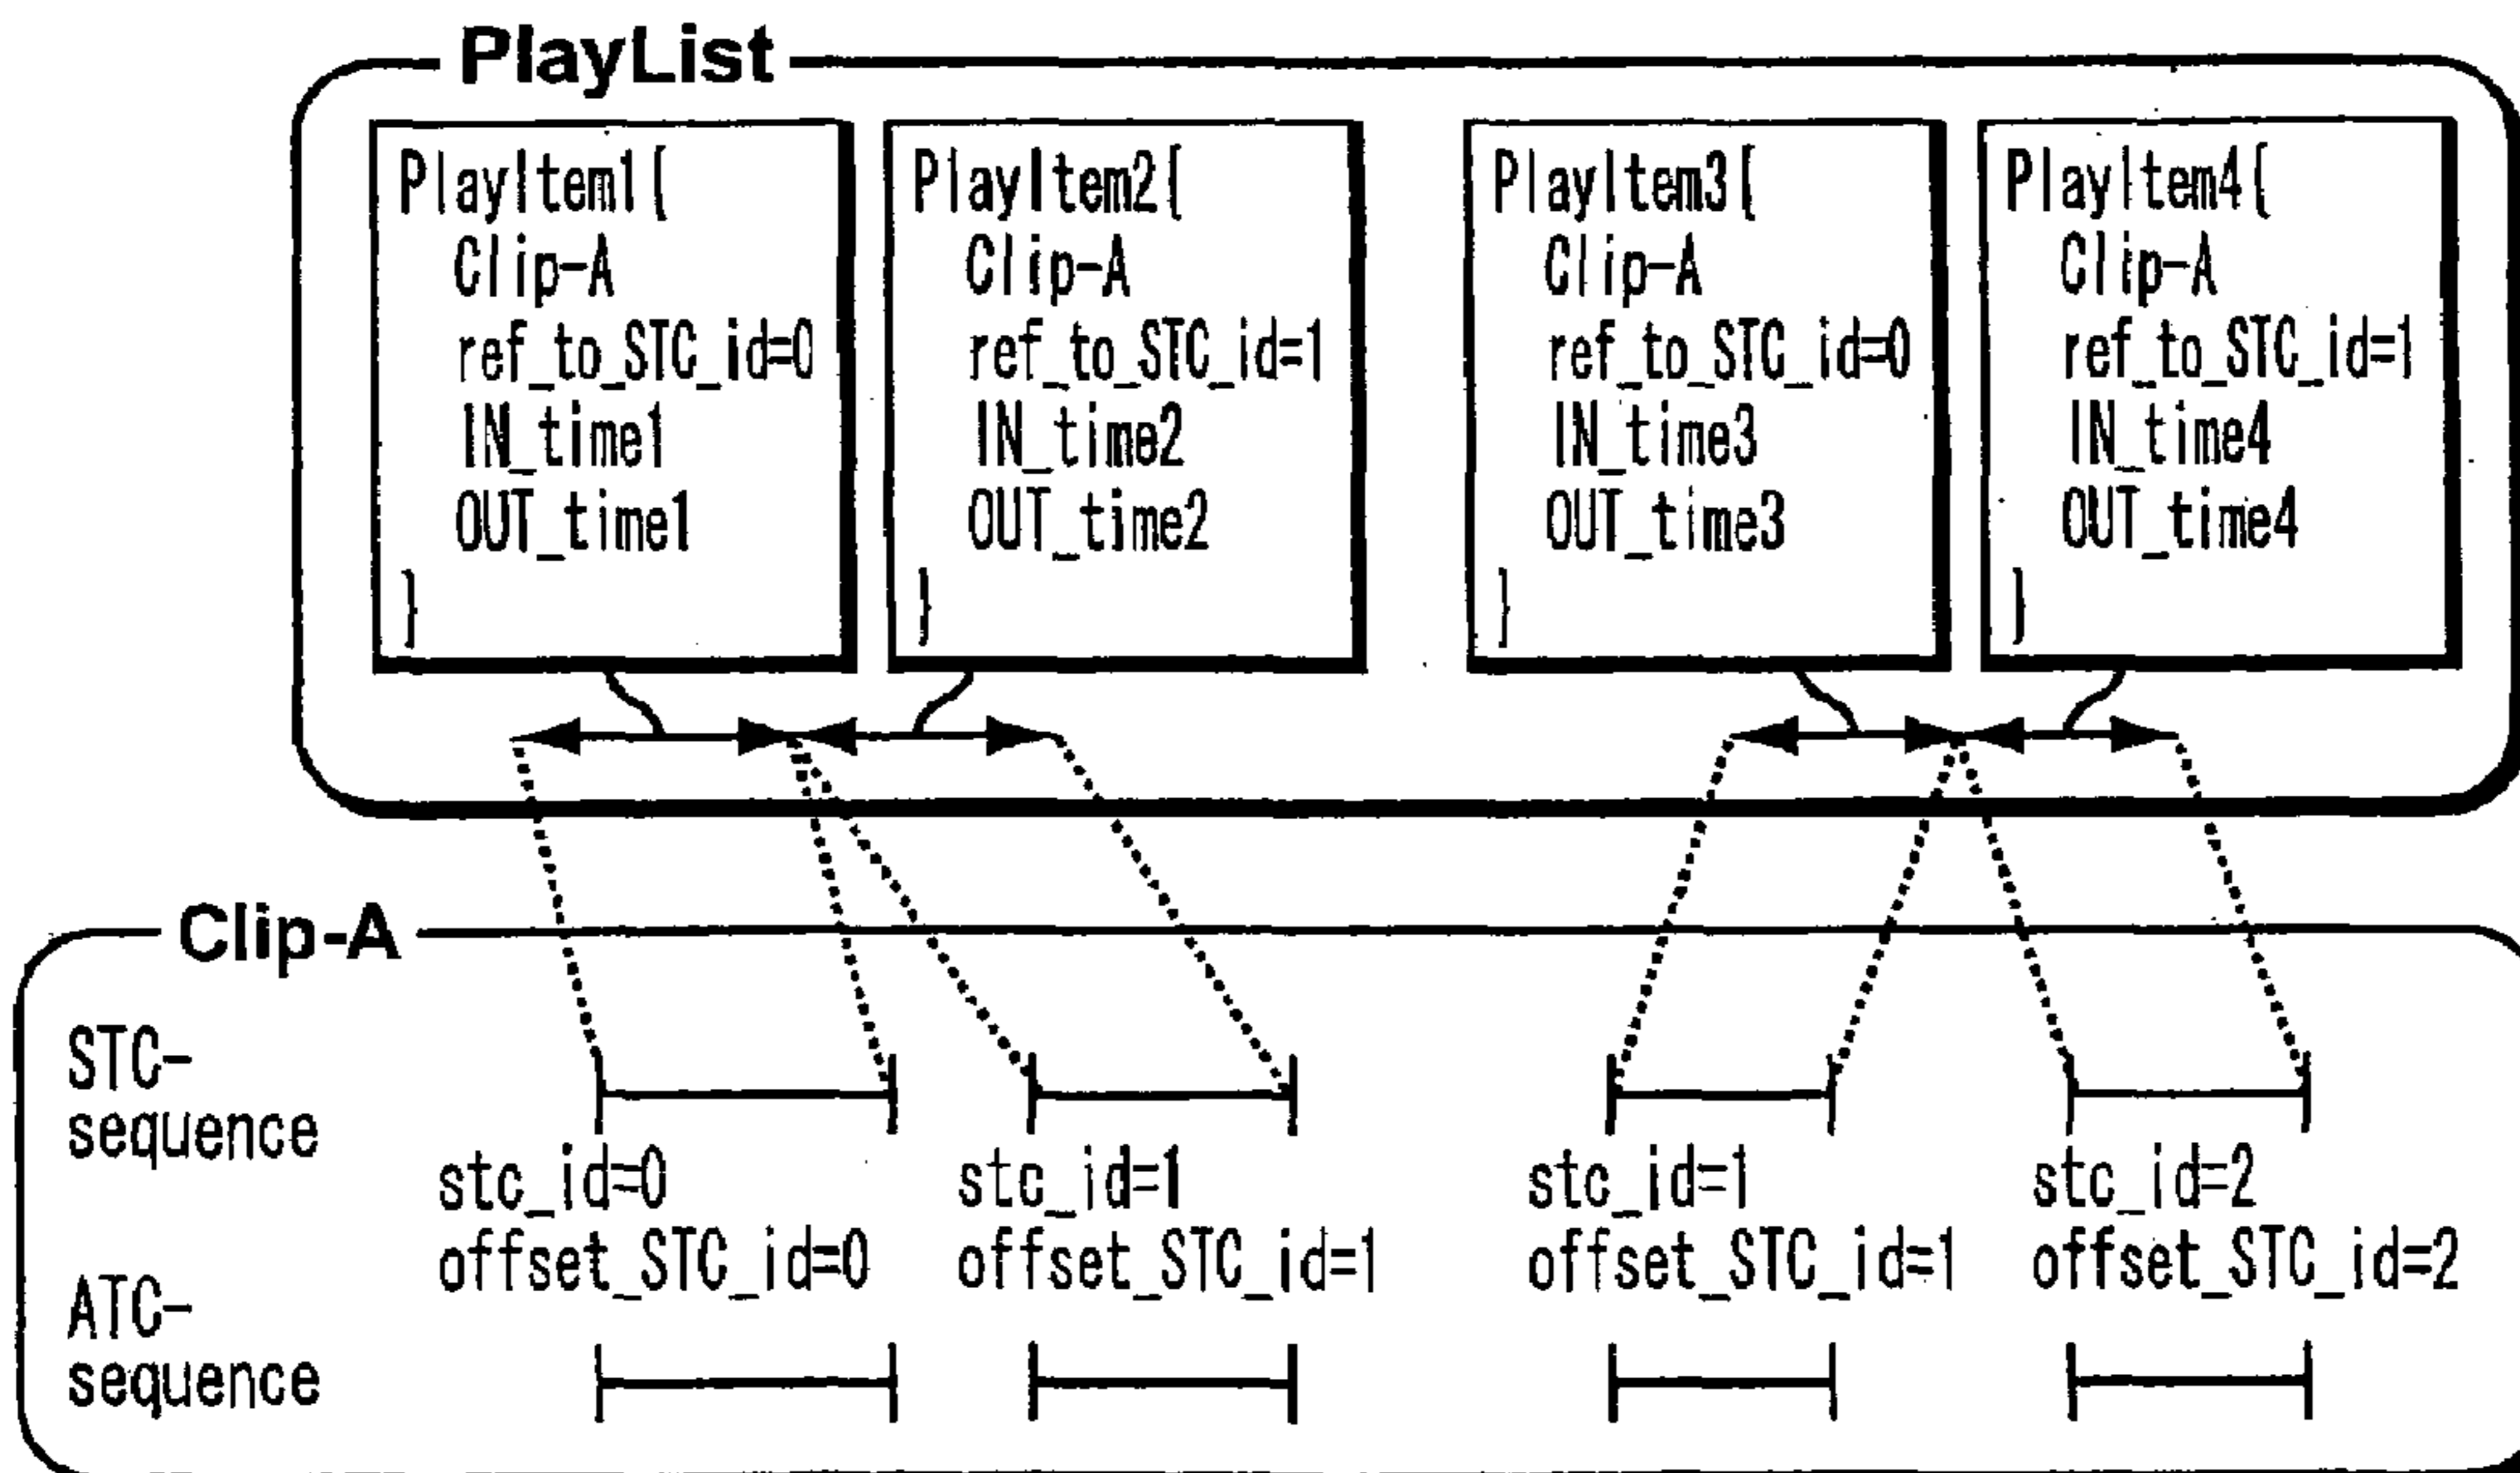 PlayList
PlayItem1{
Clip-A
ref_to_STC_id=0
IN_time1
OUT_time1
}
PlayItem2{
Clip-A
ref_to_STC_id=1
IN_time2
OUT_time2
}
PlayItem3{
Clip-A
ref_to_STC_id=0
IN_time3
OUT_time3
}
PlayItem4{
Clip-A
ref_to_STC_id=1
IN_time4
OUT_time4
}
Clip-A
STC-
sequence
stc_id=0
offset_STC_id=0
stc_id=1
offset_STC_id=1
stc_id=1
offset_STC_id=1
stc_id=2
offset_STC_id=2
ATC-
sequence